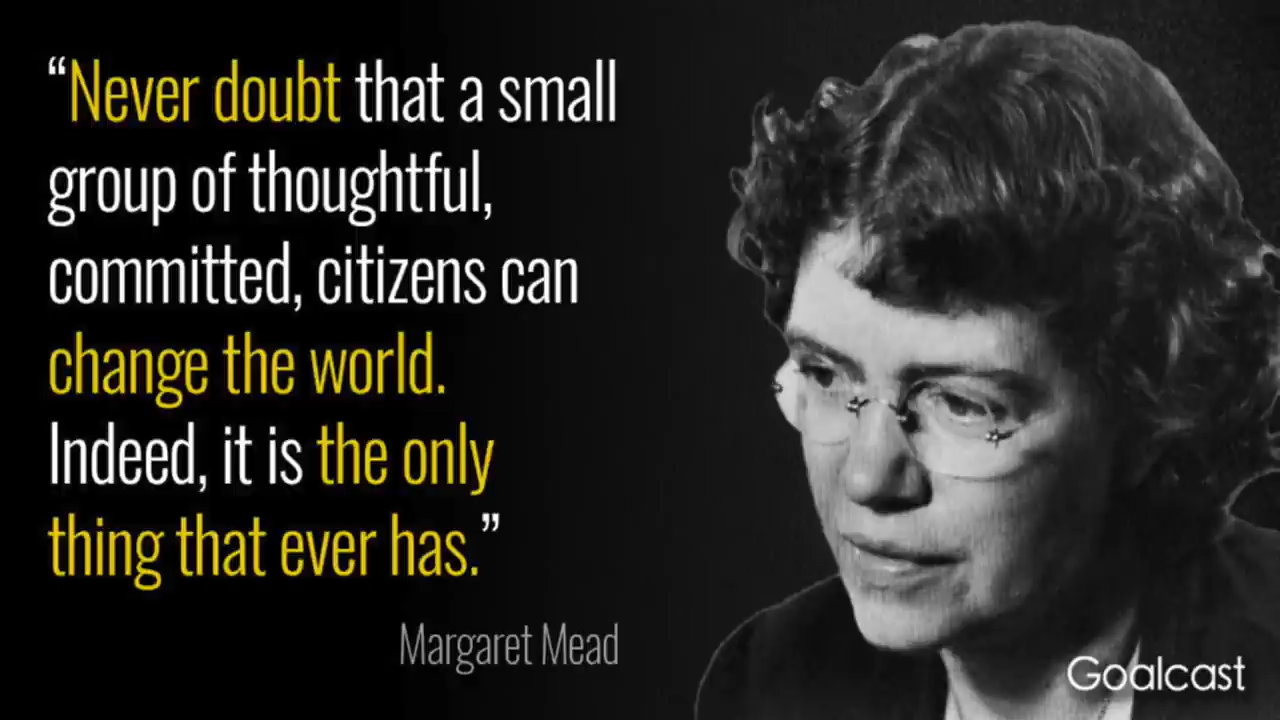 “Never doubt that a small
group of thoughtful,
committed, citizens can
change the world.
Indeed, it is the only
thing that ever has.”
Margaret Mead
Goalcast